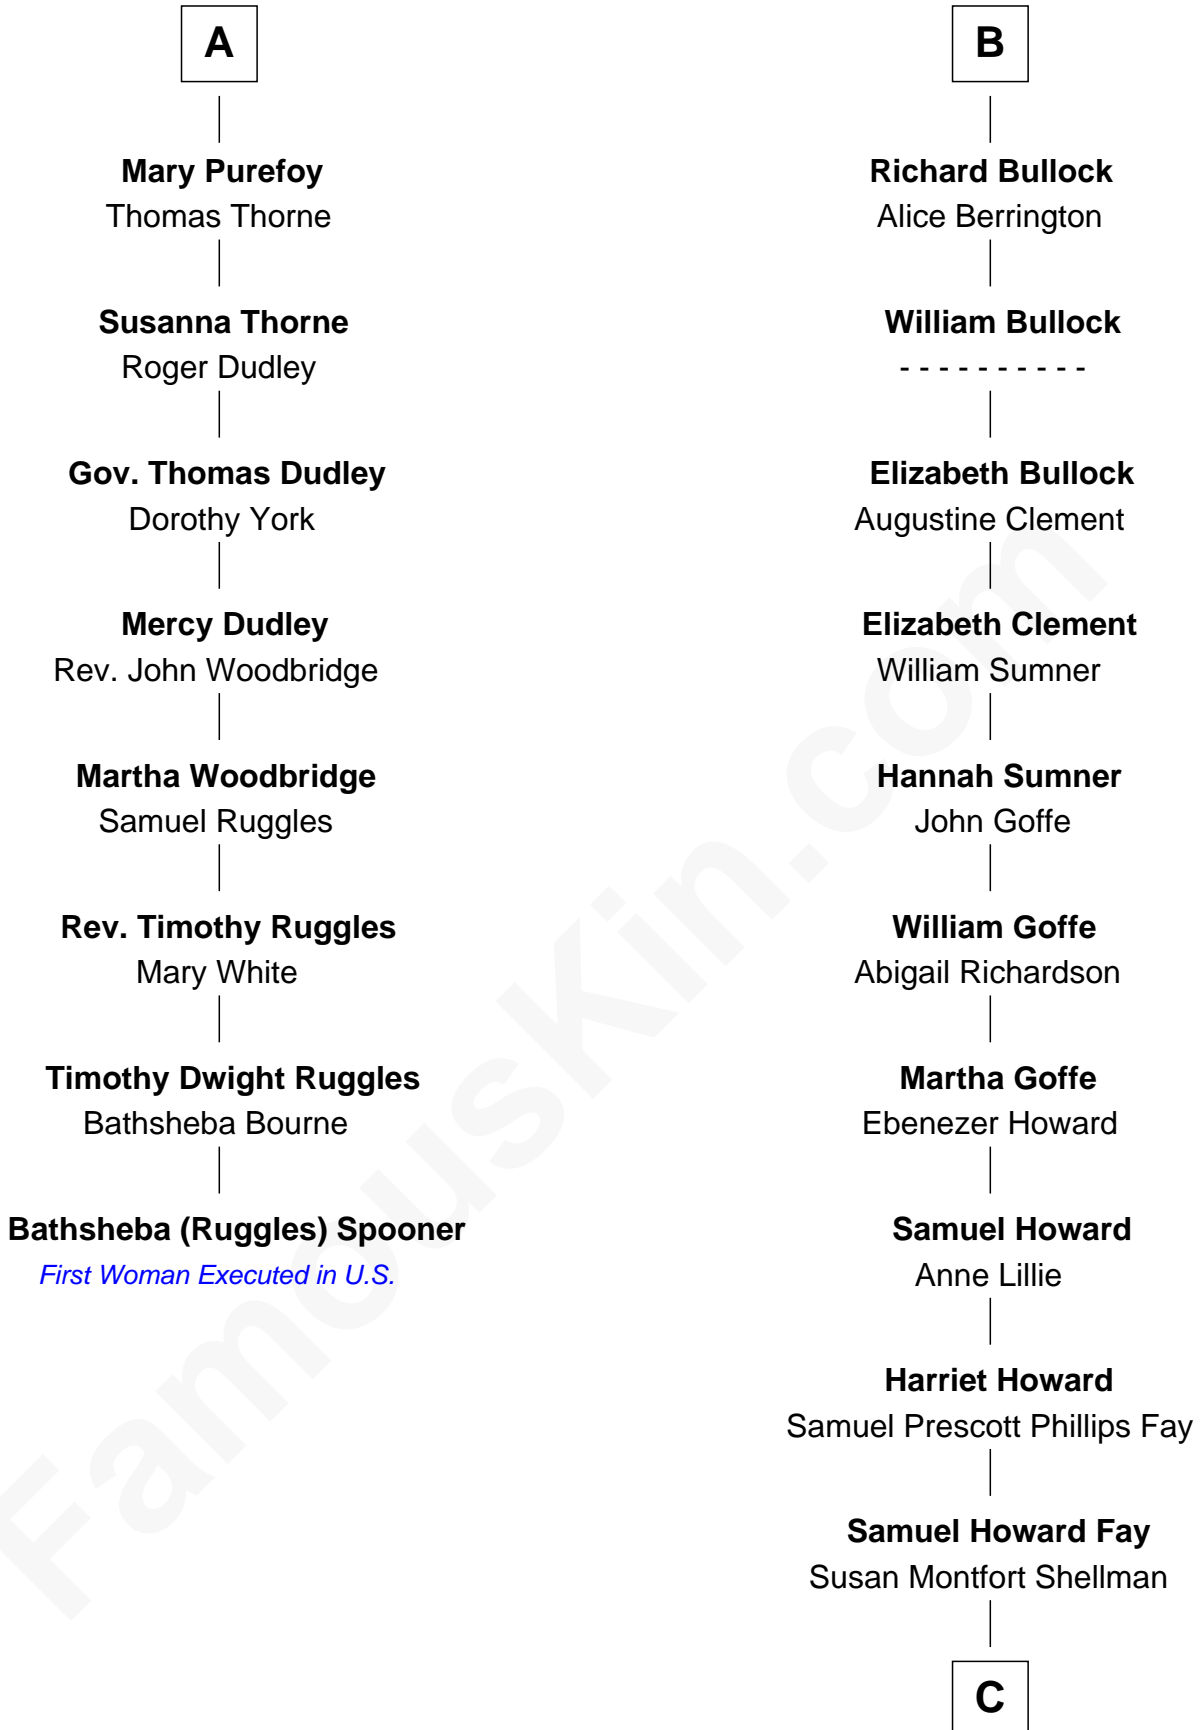 A
Mary Purefoy
Thomas Thorne
Susanna Thorne
Roger Dudley
Gov. Thomas Dudley
Dorothy York
Mercy Dudley
Rev. John Woodbridge
Martha Woodbridge
Samuel Ruggles
Rev. Timothy Ruggles
Mary White
Timothy Dwight Ruggles
Bathsheba Bourne
Bathsheba (Ruggles) Spooner
First Woman Executed in U.S.
B
Richard Bullock
Alice Berrington
William Bullock
- - - - - - - - - -
Elizabeth Bullock
Augustine Clement
Elizabeth Clement
William Sumner
Hannah Sumner
John Goffe
William Goffe
Abigail Richardson
Martha Goffe
Ebenezer Howard
Samuel Howard
Anne Lillie
Harriet Howard
Samuel Prescott Phillips Fay
Samuel Howard Fay
Susan Montfort Shellman
C
FamousKin.com